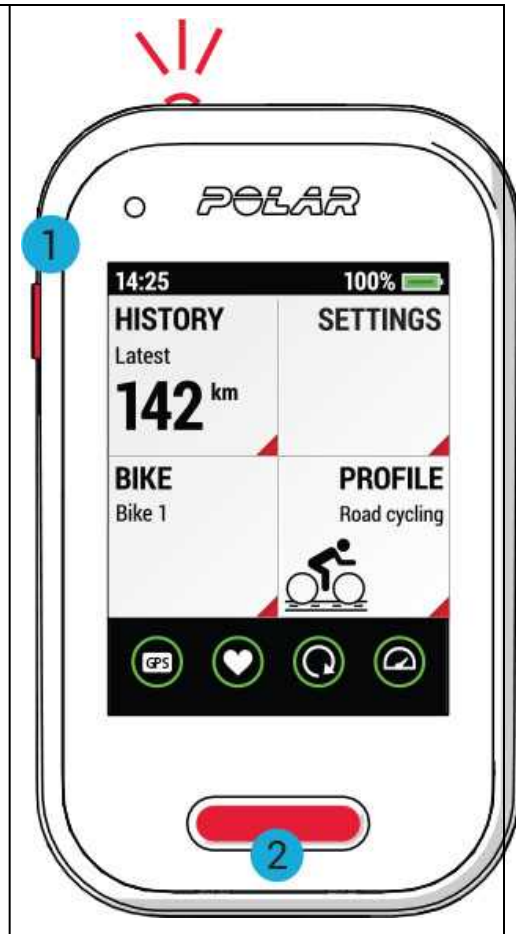 POLAR
1
14:25 100%
HISTORY SETTINGS
Latest
142 km
BIKE PROFILE
Bike 1 Road cycling
GPS
2